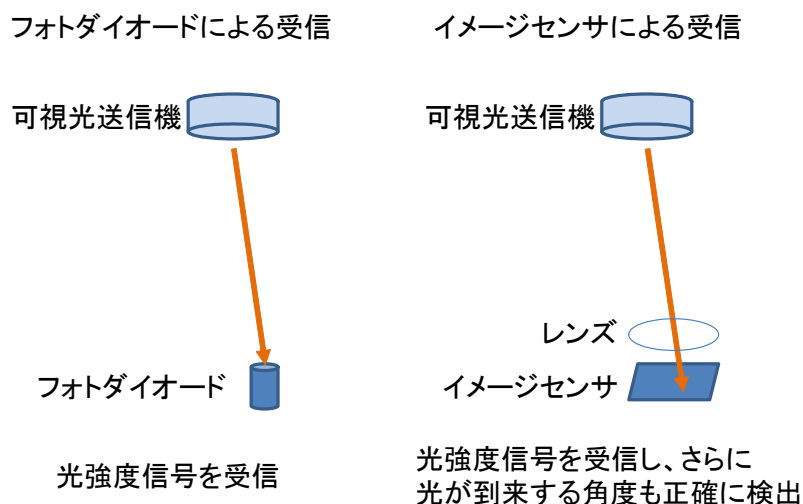 フォトダイオードによる受信
可視光送信機
フォトダイオード
光強度信号を受信
イメージセンサによる受信
可視光送信機
レンズ
イメージセンサ
光強度信号を受信し、さらに
光が到来する角度も正確に検出